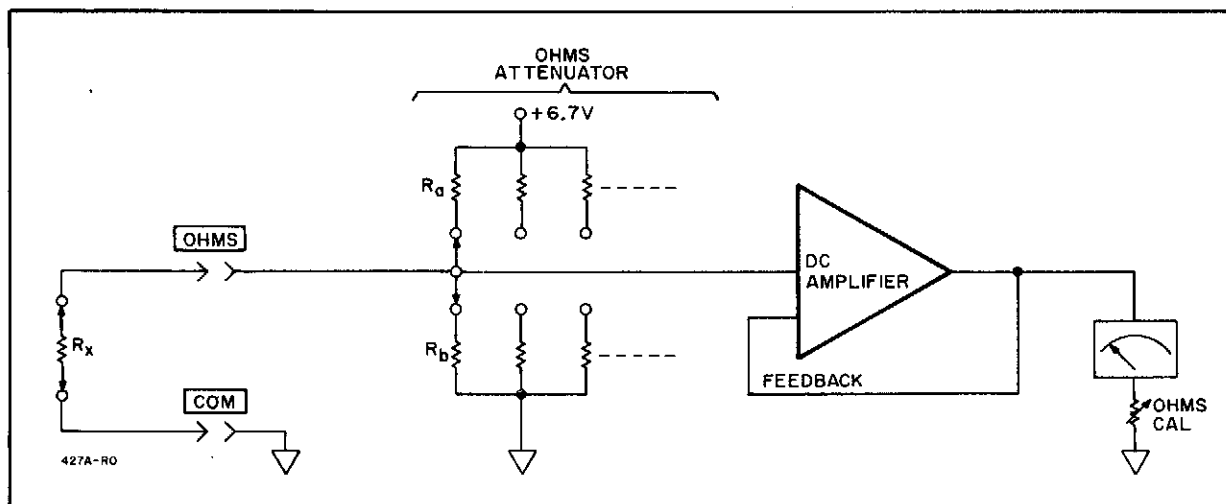 OHMS
ATTENUATOR
+6.7V
Ra
OHMS
DC
AMPLIFIER
Rx
Rb
FEEDBACK
COM
OHMS
CAL
427A-RO